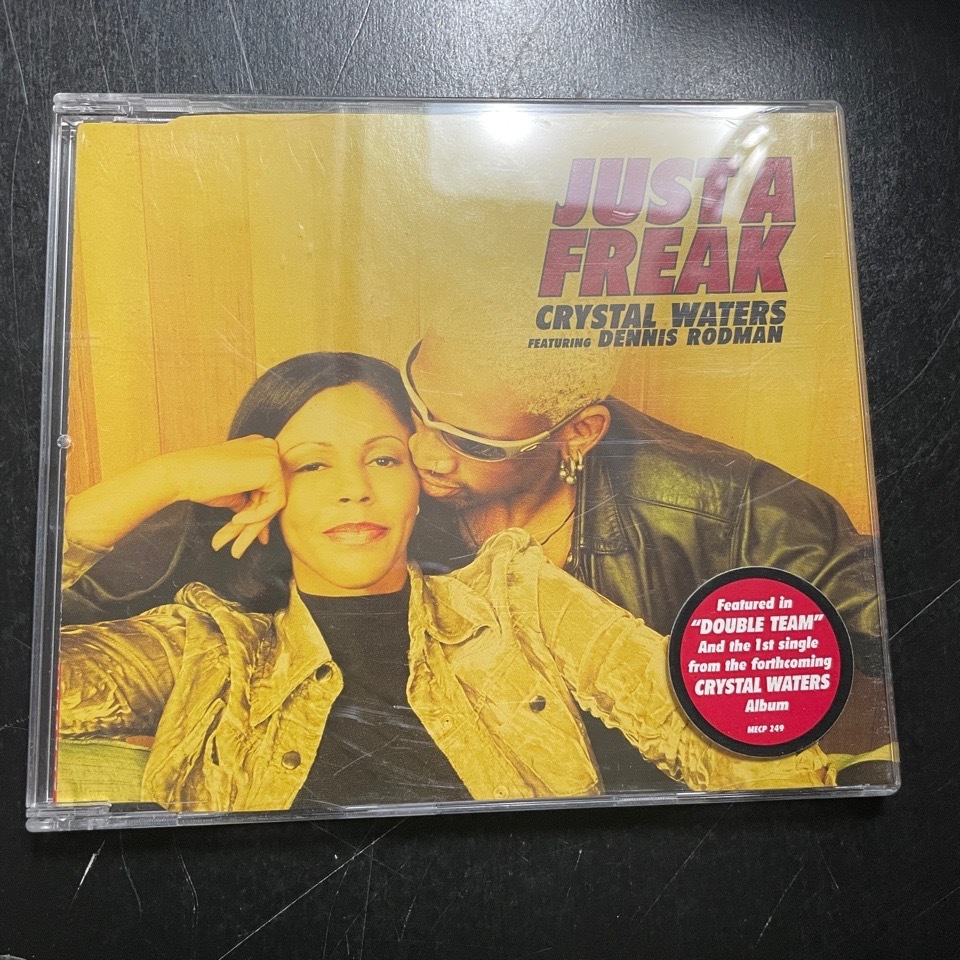 JUST A
FREAK
CRYSTAL WATERS
FEATURING DENNIS RODMAN
Featured in
"DOUBLE TEAM"
And the 1st single
from the forthcoming
CRYSTAL WATERS
Album
MECP 249